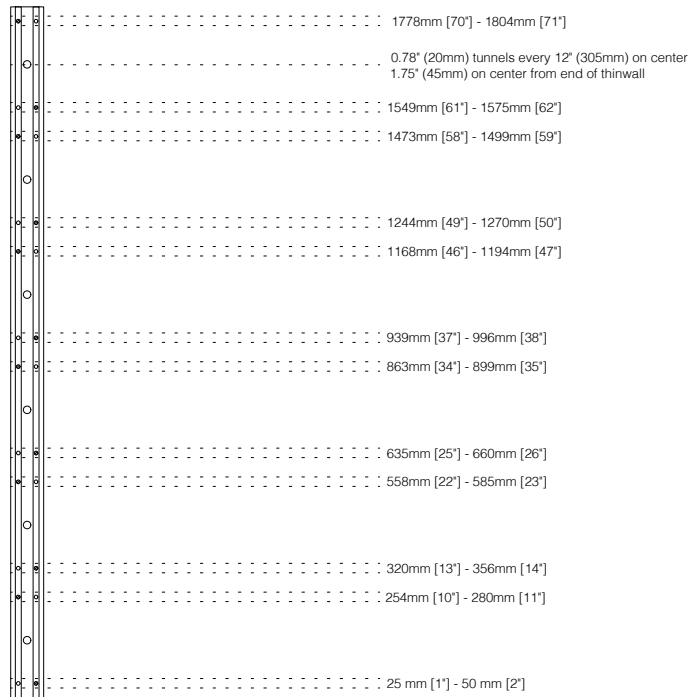 1778mm [70"] - 1804mm [71"]
0.78" (20mm) tunnels every 12" (305mm) on center
1.75" (45mm) on center from end of thinwall
1549mm [61"] - 1575mm [62"]
1473mm [58"] - 1499mm [59"]
1244mm [49"] - 1270mm [50"]
1168mm [46"] - 1194mm [47"]
939mm [37"] - 996mm [38"]
863mm [34"] - 899mm [35"]
635mm [25"] - 660mm [26"]
558mm [22"] - 585mm [23"]
320mm [13"] - 356mm [14"]
254mm [10"] - 280mm [11"]
25 mm [1"] - 50 mm [2"]